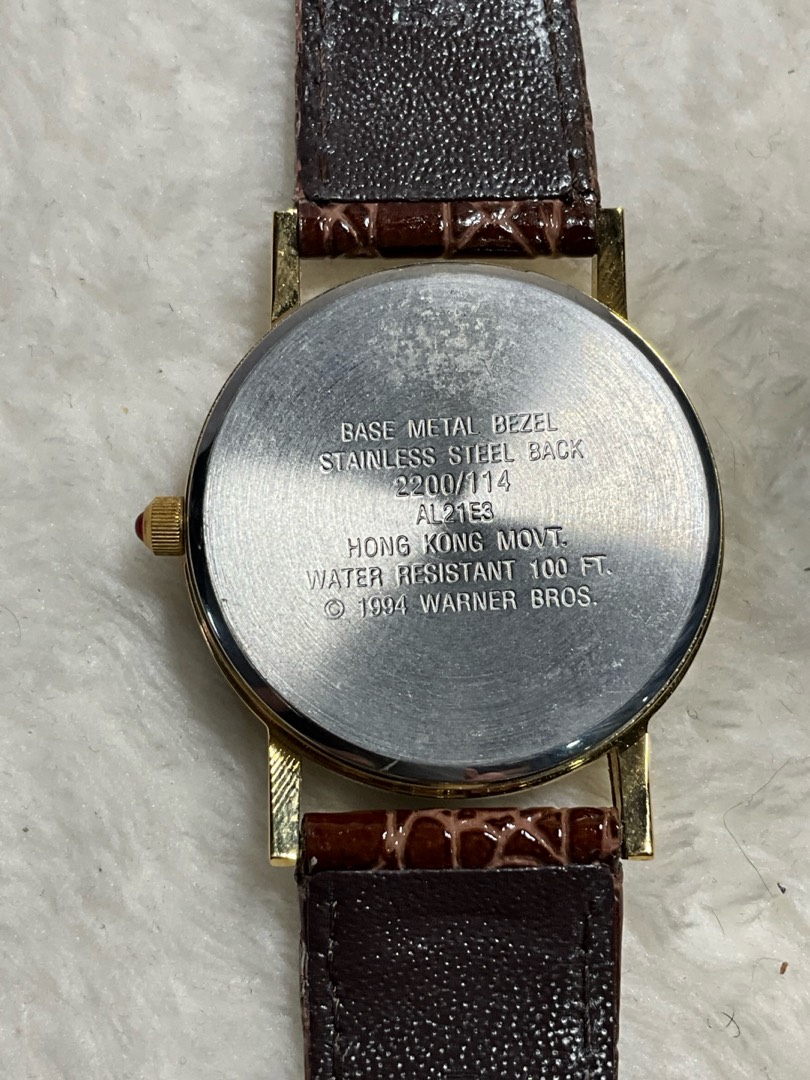 BASE METAL BEZEL
STAINLESS STEEL BACK
2200/114
AL21E3
HONG KONG MOVT.
WATER RESISTANT 100 FT.
© 1994 WARNER BROS.